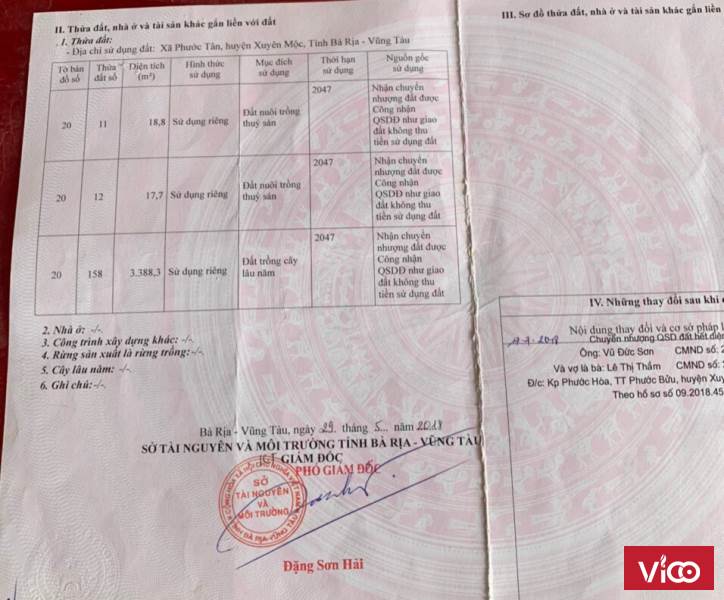 II. Thửa đất, nhà ở và tài sản khác gắn liền với đất
1. Thửa đất:
- Địa chỉ sử dụng đất: Xã Phước Tân, huyện Xuyên Mộc, Tỉnh Bà Rịa - Vũng Tàu
Tờ bản đồ số | Thửa đất số | Diện tích (m²) | Hình thức sử dụng | Mục đích sử dụng | Thời hạn sử dụng | Nguồn gốc sử dụng
20 | 11 | 18,8 | Sử dụng riêng | Đất nuôi trồng thuỷ sản | 2047 | Nhận chuyển nhượng đất được Công nhận QSDĐ như giao đất không thu tiền sử dụng đất
20 | 12 | 17,7 | Sử dụng riêng | Đất nuôi trồng thuỷ sản | 2047 | Nhận chuyển nhượng đất được Công nhận QSDĐ như giao đất không thu tiền sử dụng đất
20 | 158 | 3.388,3 | Sử dụng riêng | Đất trồng cây lâu năm | 2047 | Nhận chuyển nhượng đất được Công nhận QSDĐ như giao đất không thu tiền sử dụng đất
2. Nhà ở: -/-
3. Công trình xây dựng khác: -/-
4. Rừng sản xuất là rừng trồng: -/-
5. Cây lâu năm: -/-
6. Ghi chú: -/-
Bà Rịa - Vũng Tàu, ngày 29 tháng 5 năm 2018
SỞ TÀI NGUYÊN VÀ MÔI TRƯỜNG TỈNH BÀ RỊA - VŨNG TÀU
GIÁM ĐỐC
PHÓ GIÁM ĐỐC
SỞ
TÀI NGUYÊN
VÀ
MÔI TRƯỜNG
Đặng Sơn Hải
III. Sơ đồ thửa đất, nhà ở và tài sản khác gắn liền
IV. Những thay đổi sau khi
Nội dung thay đổi và cơ sở pháp
Chuyển nhượng QSD đất hết diện
Ông: Vũ Đức Sơn CMND số: 2
Và vợ là bà: Lê Thị Thắm CMND số:
Đ/c: Kp Phước Hòa, TT Phước Bửu, huyện Xuy
Theo hồ sơ số 09.2018.45
ViCO